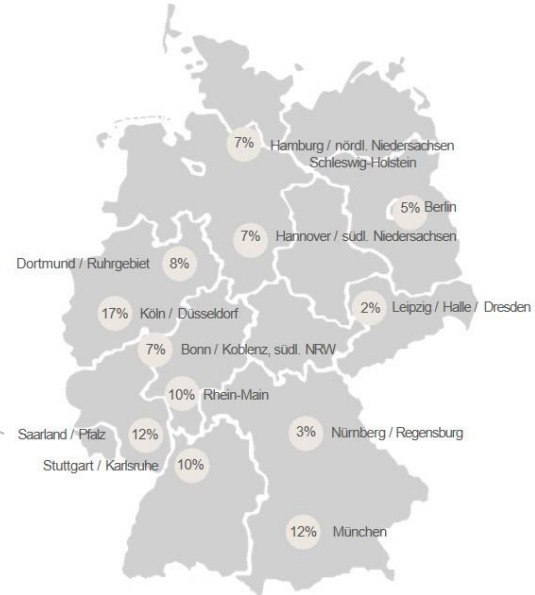 7% Hamburg / nördl. Niedersachsen
Schleswig-Holstein
5% Berlin
7% Hannover / südl. Niedersachsen
Dortmund / Ruhrgebiet 8%
2% Leipzig / Halle / Dresden
17% Köln / Düsseldorf
7% Bonn / Koblenz, südl. NRW
10% Rhein-Main
Saarland / Pfalz 12%
3% Nürnberg / Regensburg
Stuttgart / Karlsruhe 10%
12% München